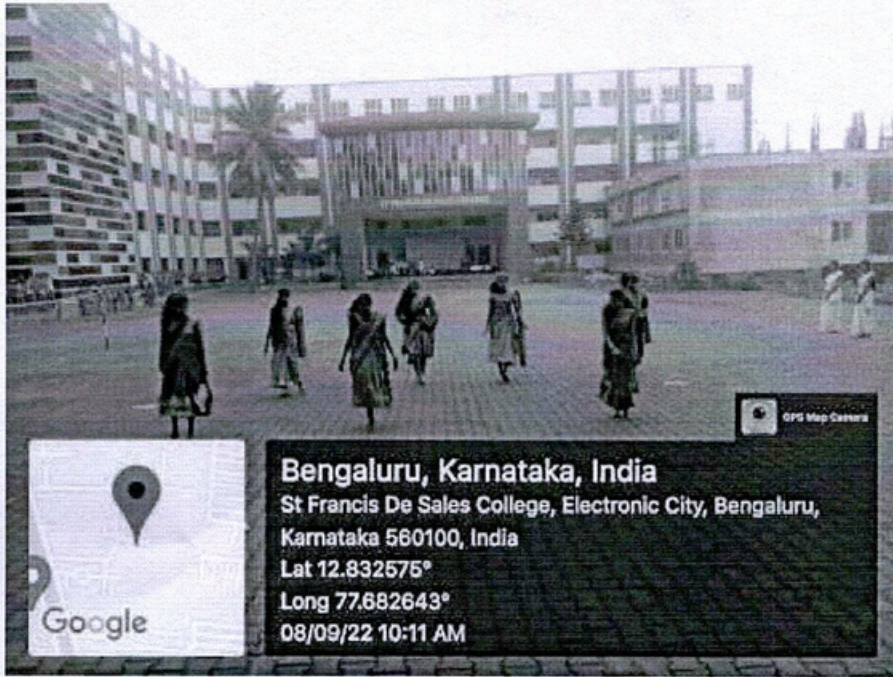 GPS Map Camera
Bengaluru, Karnataka, India
St Francis De Sales College, Electronic City, Bengaluru,
Karnataka 560100, India
Lat 12.832575°
Long 77.682643°
08/09/22 10:11 AM
Google